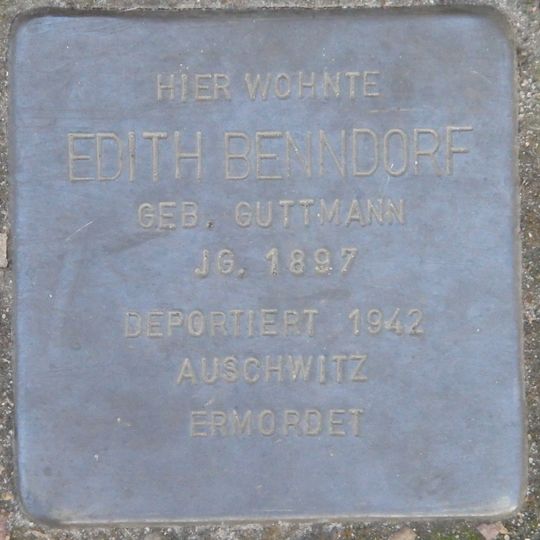 HIER WOHNTE
EDITH BENNDORF
GEB. GUTTMANN
JG. 1897
DEPORTIERT 1942
AUSCHWITZ
ERMORDET